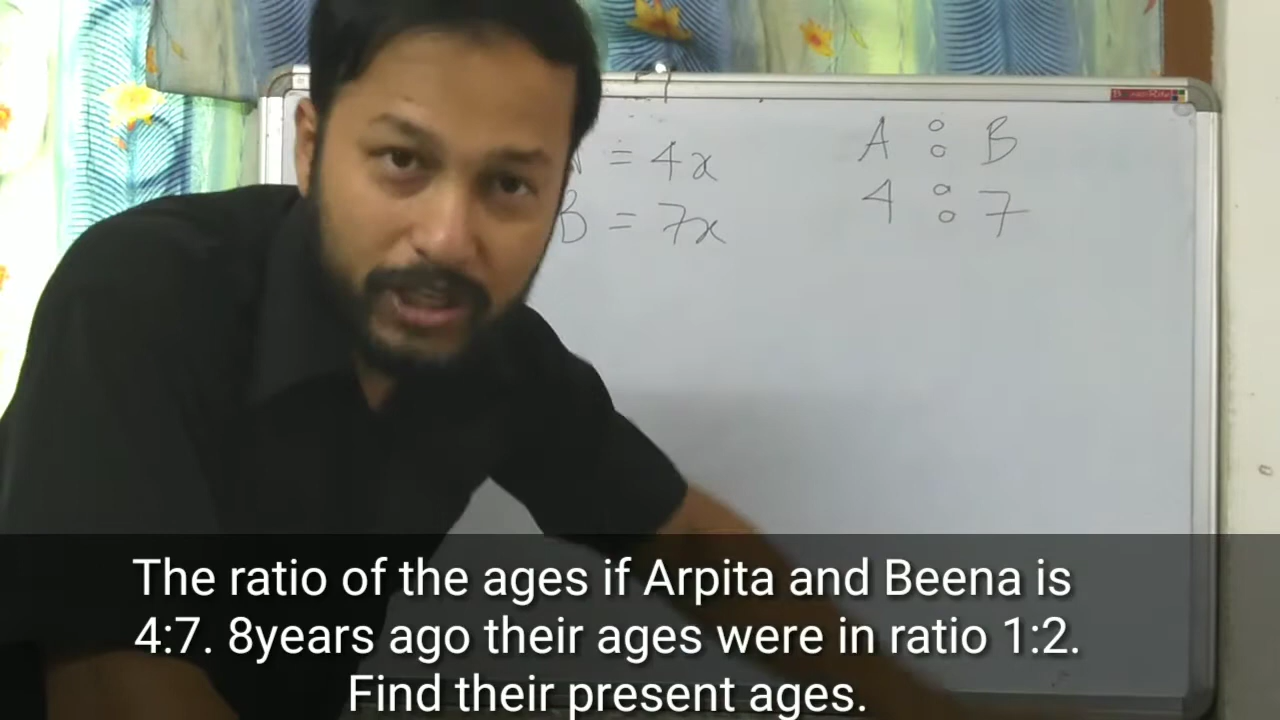 = 4x
B = 7x
A : B
4 : 7
The ratio of the ages if Arpita and Beena is
4:7. 8years ago their ages were in ratio 1:2.
Find their present ages.